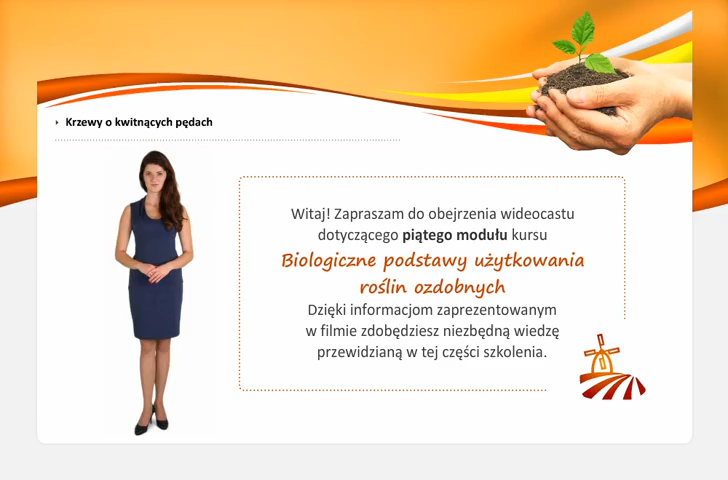 Krzewy o kwitnących pędach
Witaj! Zapraszam do obejrzenia wideocastu
dotyczącego piątego modułu kursu
Biologiczne podstawy użytkowania
roślin ozdobnych
Dzięki informacjom zaprezentowanym
w filmie zdobędziesz niezbędną wiedzę
przewidzianą w tej części szkolenia.